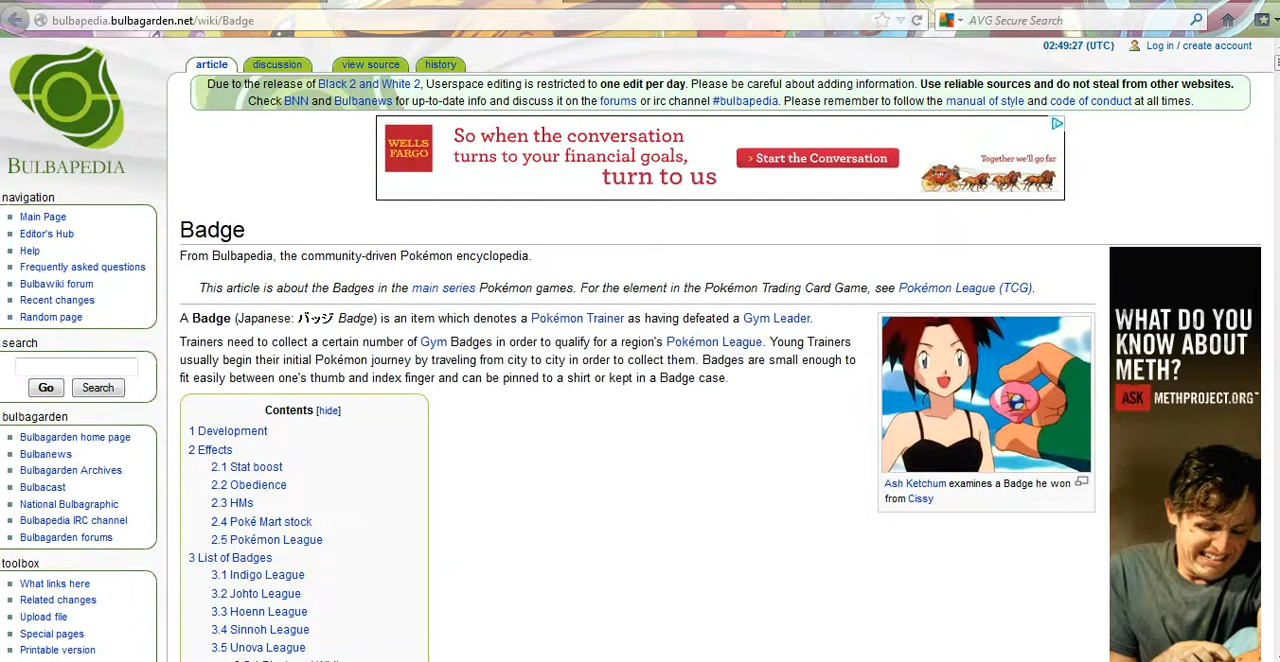 bulbapedia.bulbagarden.net/wiki/Badge
AVG Secure Search
02:49:27 (UTC) Log in / create account
article discussion view source history
Due to the release of Black 2 and White 2, Userspace editing is restricted to one edit per day. Please be careful about adding information. Use reliable sources and do not steal from other websites.
Check BNN and Bulbanews for up-to-date info and discuss it on the forums or irc channel #bulbapedia. Please remember to follow the manual of style and code of conduct at all times.
BULBAPEDIA
WELLS
FARGO
So when the conversation
turns to your financial goals,
turn to us
> Start the Conversation
Together we'll go far
navigation
Main Page
Editor's Hub
Help
Frequently asked questions
Bulbawiki forum
Recent changes
Random page
search
Go Search
bulbagarden
Bulbagarden home page
Bulbanews
Bulbagarden Archives
Bulbacast
National Bulbagraphic
Bulbapedia IRC channel
Bulbagarden forums
toolbox
What links here
Related changes
Upload file
Special pages
Printable version
Badge
From Bulbapedia, the community-driven Pokémon encyclopedia.
This article is about the Badges in the main series Pokémon games. For the element in the Pokémon Trading Card Game, see Pokémon League (TCG).
A Badge (Japanese: バッジ Badge) is an item which denotes a Pokémon Trainer as having defeated a Gym Leader.
Trainers need to collect a certain number of Gym Badges in order to qualify for a region's Pokémon League. Young Trainers
usually begin their initial Pokémon journey by traveling from city to city in order to collect them. Badges are small enough to
fit easily between one's thumb and index finger and can be pinned to a shirt or kept in a Badge case.
Contents [hide]
1 Development
2 Effects
2.1 Stat boost
2.2 Obedience
2.3 HMs
2.4 Poké Mart stock
2.5 Pokémon League
3 List of Badges
3.1 Indigo League
3.2 Johto League
3.3 Hoenn League
3.4 Sinnoh League
3.5 Unova League
Ash Ketchum examines a Badge he won
from Cissy
WHAT DO YOU
KNOW ABOUT
METH?
ASK METHPROJECT.ORG™